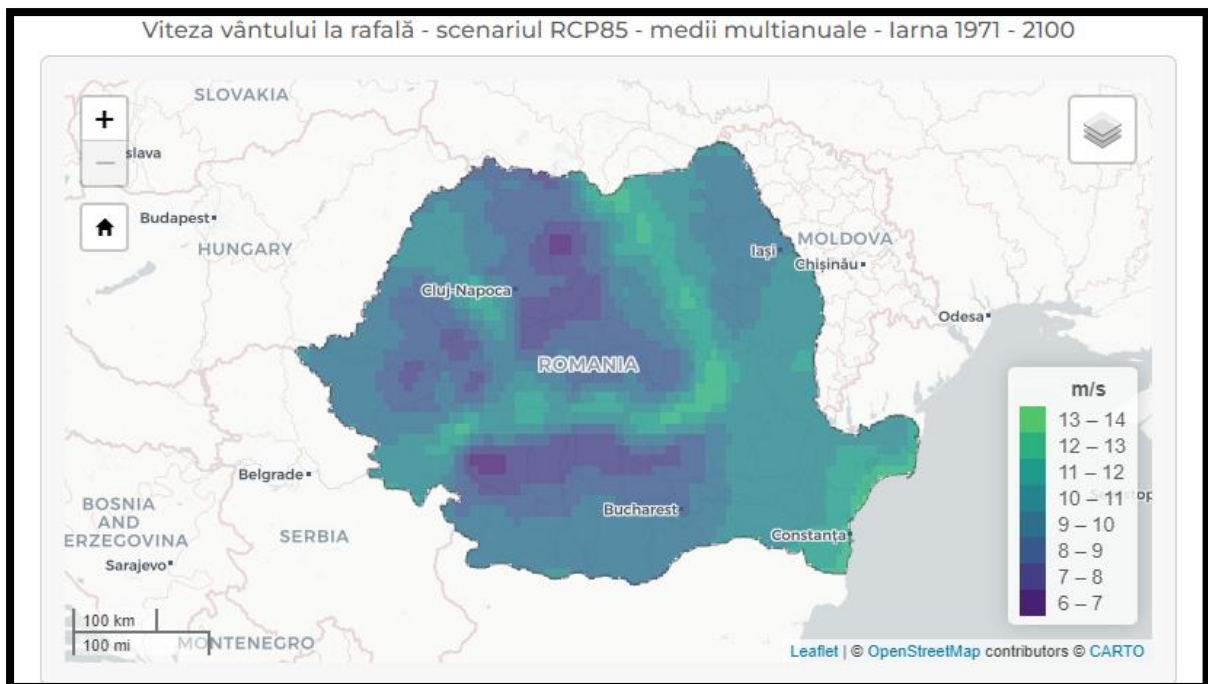 Viteza vântului la rafală - scenariul RCP85 - medii multianuale - Iarna 1971 - 2100
+
−
SLOVAKIA
slava
Budapest
HUNGARY
MOLDOVA
Iași
Chișinău
Cluj-Napoca
Odesa
ROMANIA
m/s
13 – 14
12 – 13
11 – 12
10 – 11
9 – 10
8 – 9
7 – 8
6 – 7
Belgrade
BOSNIA
AND
ERZEGOVINA
Sarajevo
SERBIA
Bucharest
Constanța
100 km
100 mi
MONTENEGRO
Leaflet | © OpenStreetMap contributors © CARTO